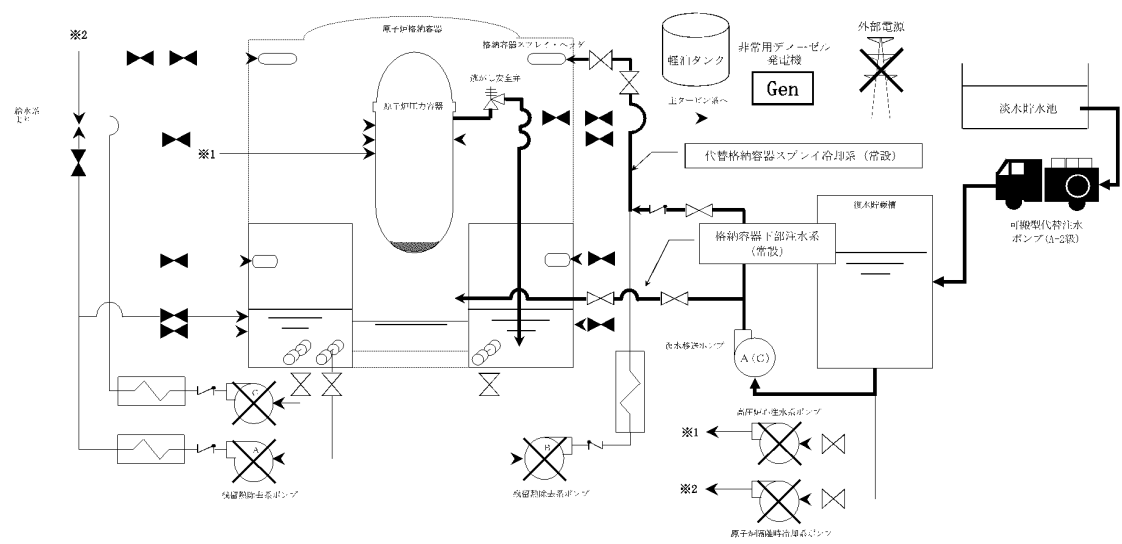 ※2
原子炉格納容器
格納容器スプレイ・ヘッダ
逃がし安全弁
原子炉圧力容器
給水系
より
※1
軽油タンク
非常用ディーゼル
発電機
Gen
外部電源
主タービン系へ
淡水貯水池
代替格納容器スプレイ冷却系（常設）
可搬型代替注水
ポンプ(A-2級)
復水貯蔵槽
格納容器下部注水系
（常設）
復水移送ポンプ
A(C)
高圧炉心注水系ポンプ
※1
※2
原子炉隔離時冷却系ポンプ
C
A
残留熱除去系ポンプ
B
残留熱除去系ポンプ